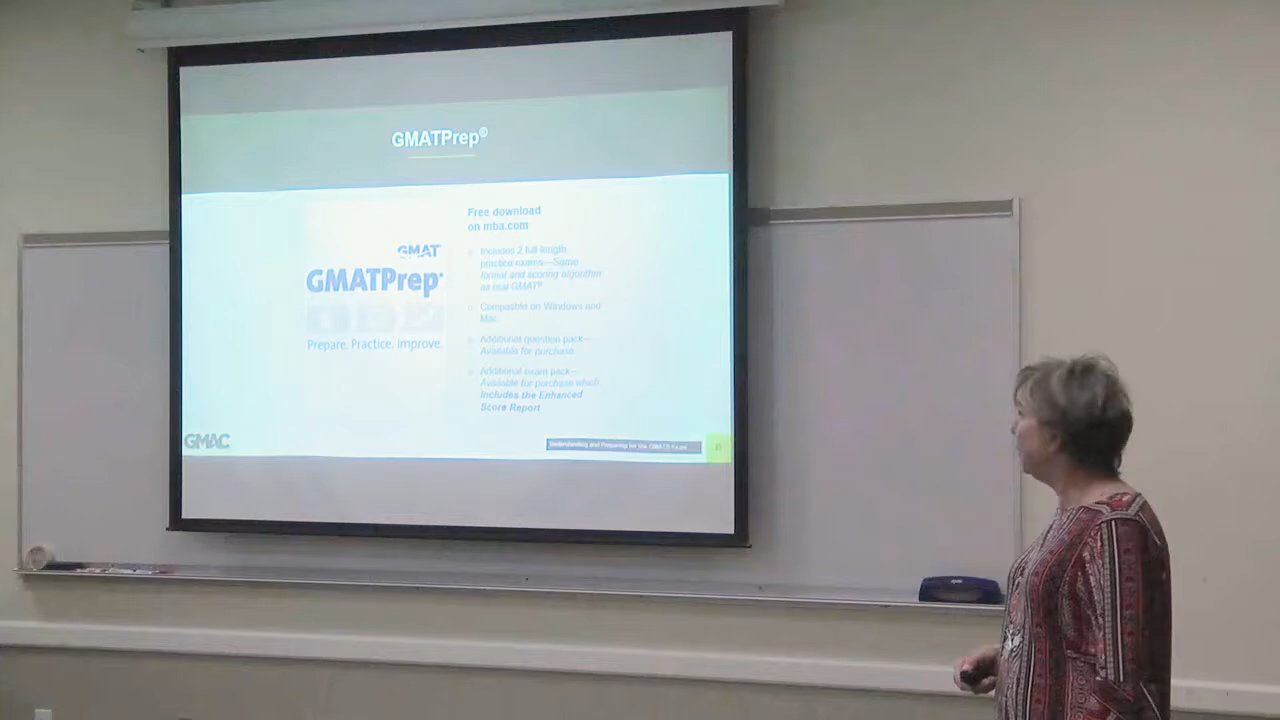 GMATPrep®
Free download
on mba.com
Includes 2 full-length
practice exams—Same
format and scoring algorithm
as real GMAT®
Compatible on Windows and
Mac
Additional question pack—
Available for purchase
Additional exam pack—
Available for purchase which
includes the Enhanced
Score Report
GMAT
GMATPrep
Prepare. Practice. Improve.
GMAC
Understanding and Preparing for the GMAT® Exam